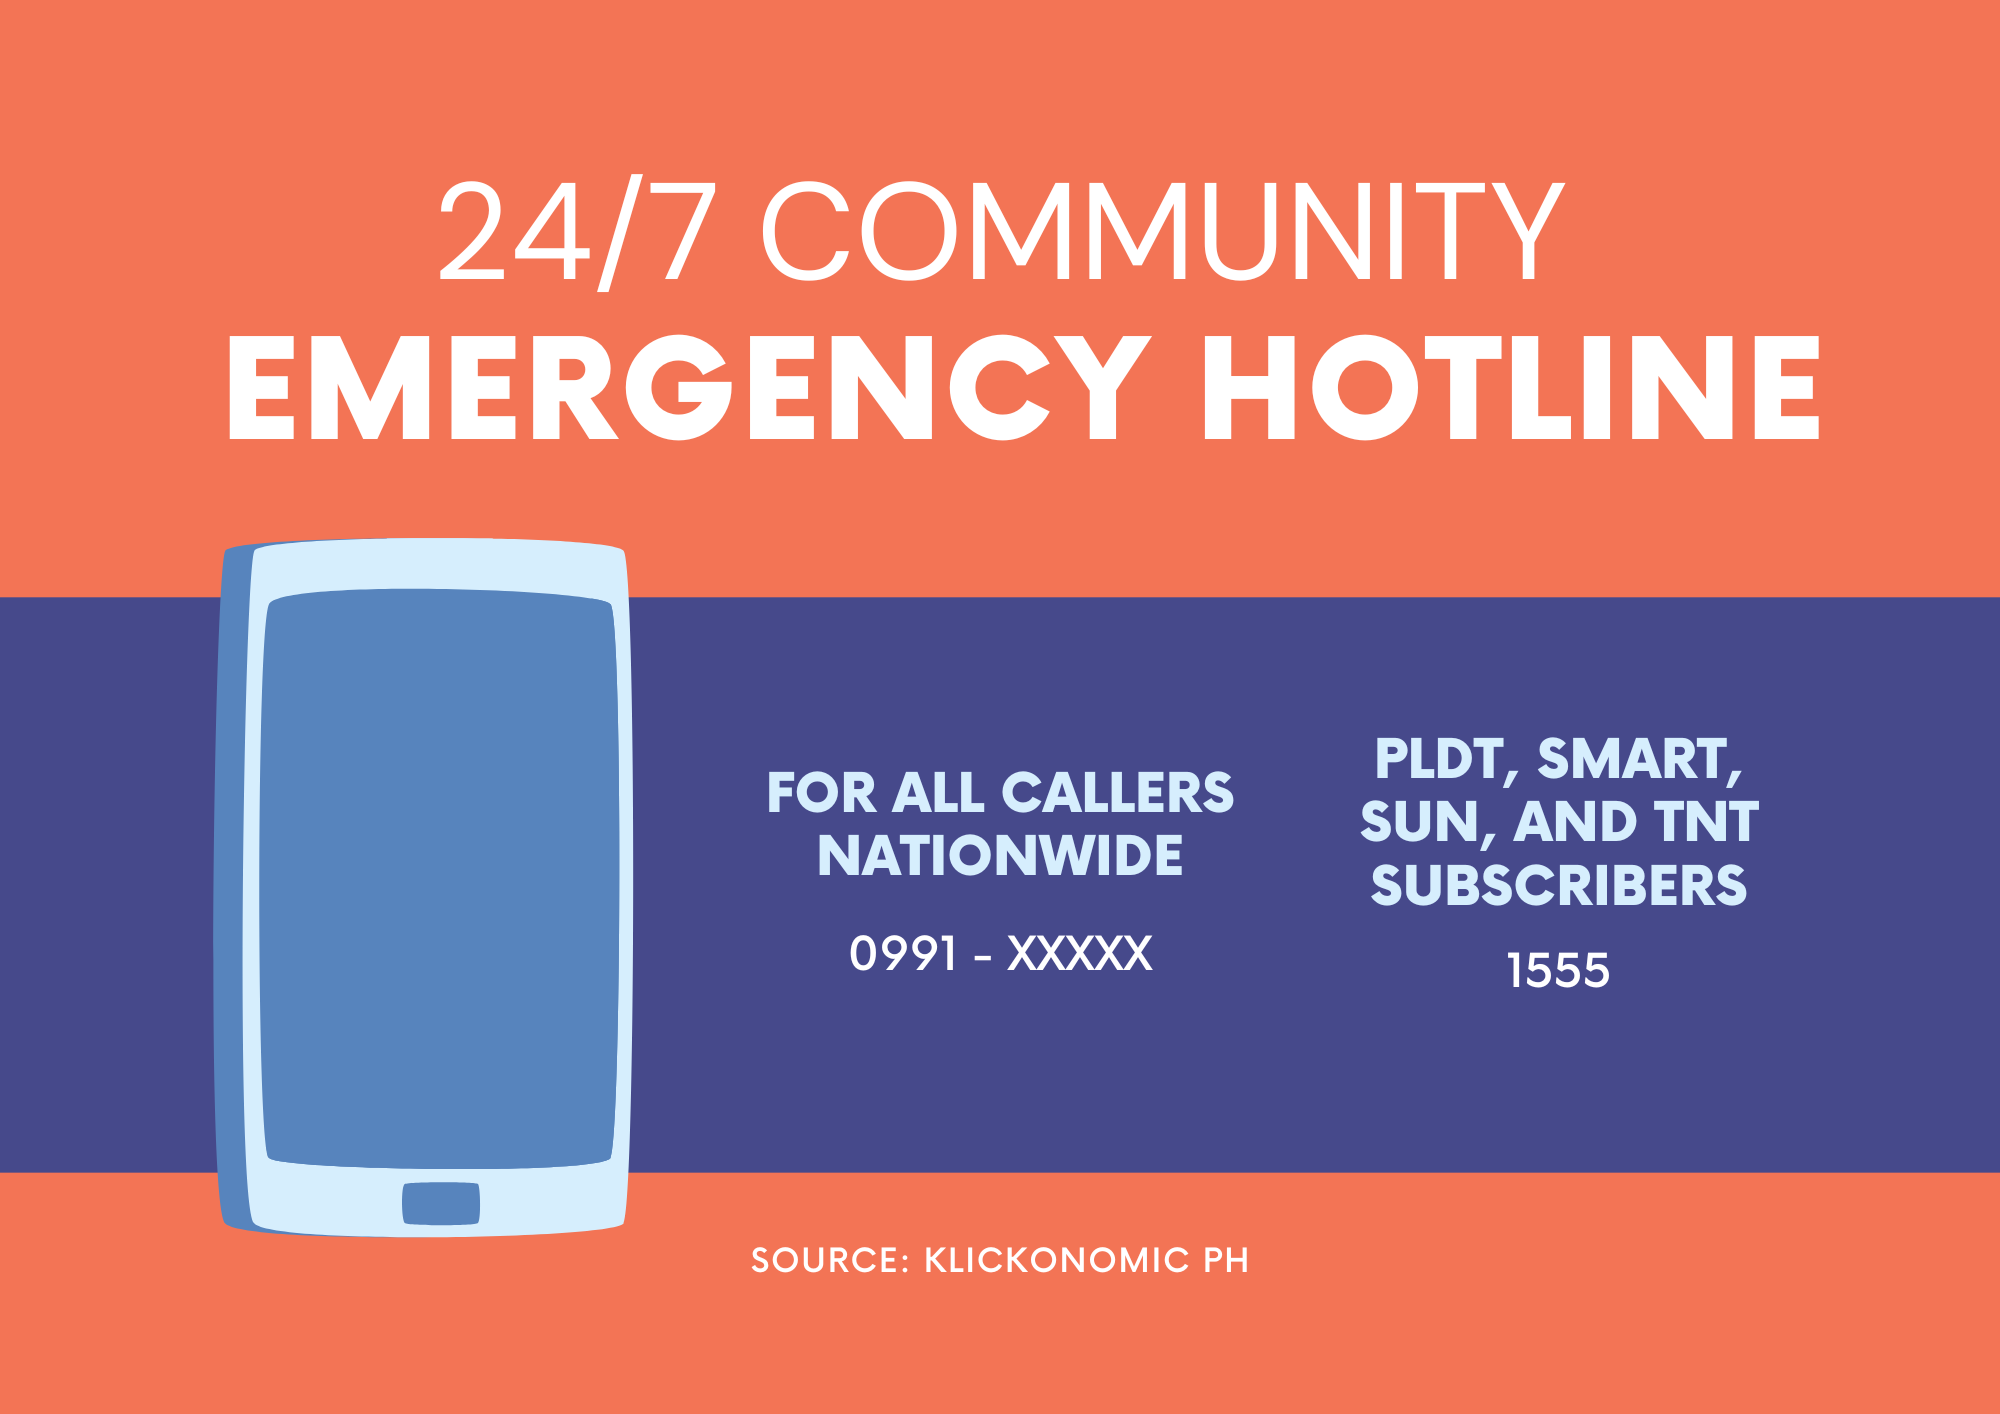 24/7 COMMUNITY
EMERGENCY HOTLINE
FOR ALL CALLERS
NATIONWIDE
0991 - XXXXX
PLDT, SMART,
SUN, AND TNT
SUBSCRIBERS
1555
SOURCE: KLICKONOMIC PH